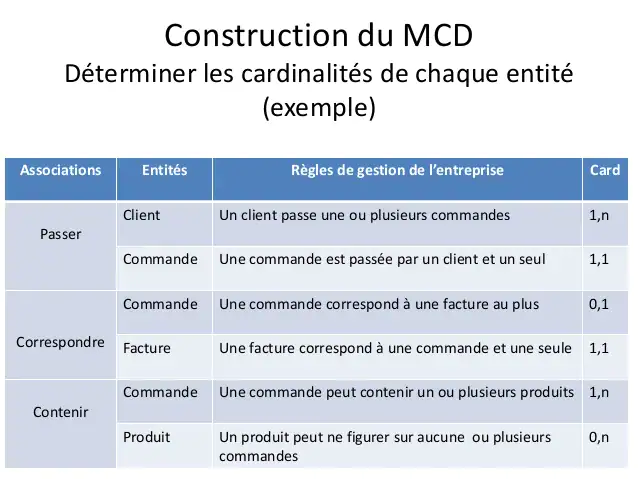 Construction du MCD
Déterminer les cardinalités de chaque entité
(exemple)
Associations Entités Règles de gestion de l'entreprise Card
Passer
Client Un client passe une ou plusieurs commandes 1,n
Commande Une commande est passée par un client et un seul 1,1
Correspondre
Commande Une commande correspond à une facture au plus 0,1
Facture Une facture correspond à une commande et une seule 1,1
Contenir
Commande Une commande peut contenir un ou plusieurs produits 1,n
Produit Un produit peut ne figurer sur aucune ou plusieurs 0,n
commandes